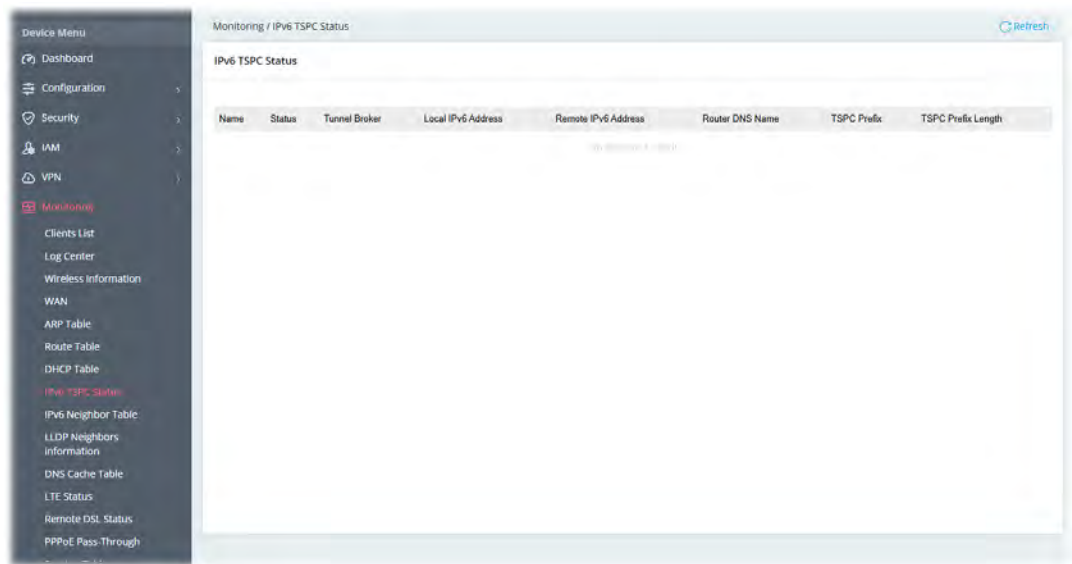 Device Menu
Monitoring / IPv6 TSPC Status
Refresh
Dashboard
Configuration
Security
IAM
VPN
Monitoring
Clients List
Log Center
Wireless Information
WAN
ARP Table
Route Table
DHCP Table
IPv6 TSPC Status
IPv6 Neighbor Table
LLDP Neighbors
Information
DNS Cache Table
LTE Status
Remote DSL Status
PPPoE Pass-Through
IPv6 TSPC Status
Name Status Tunnel Broker Local IPv6 Address Remote IPv6 Address Router DNS Name TSPC Prefix TSPC Prefix Length